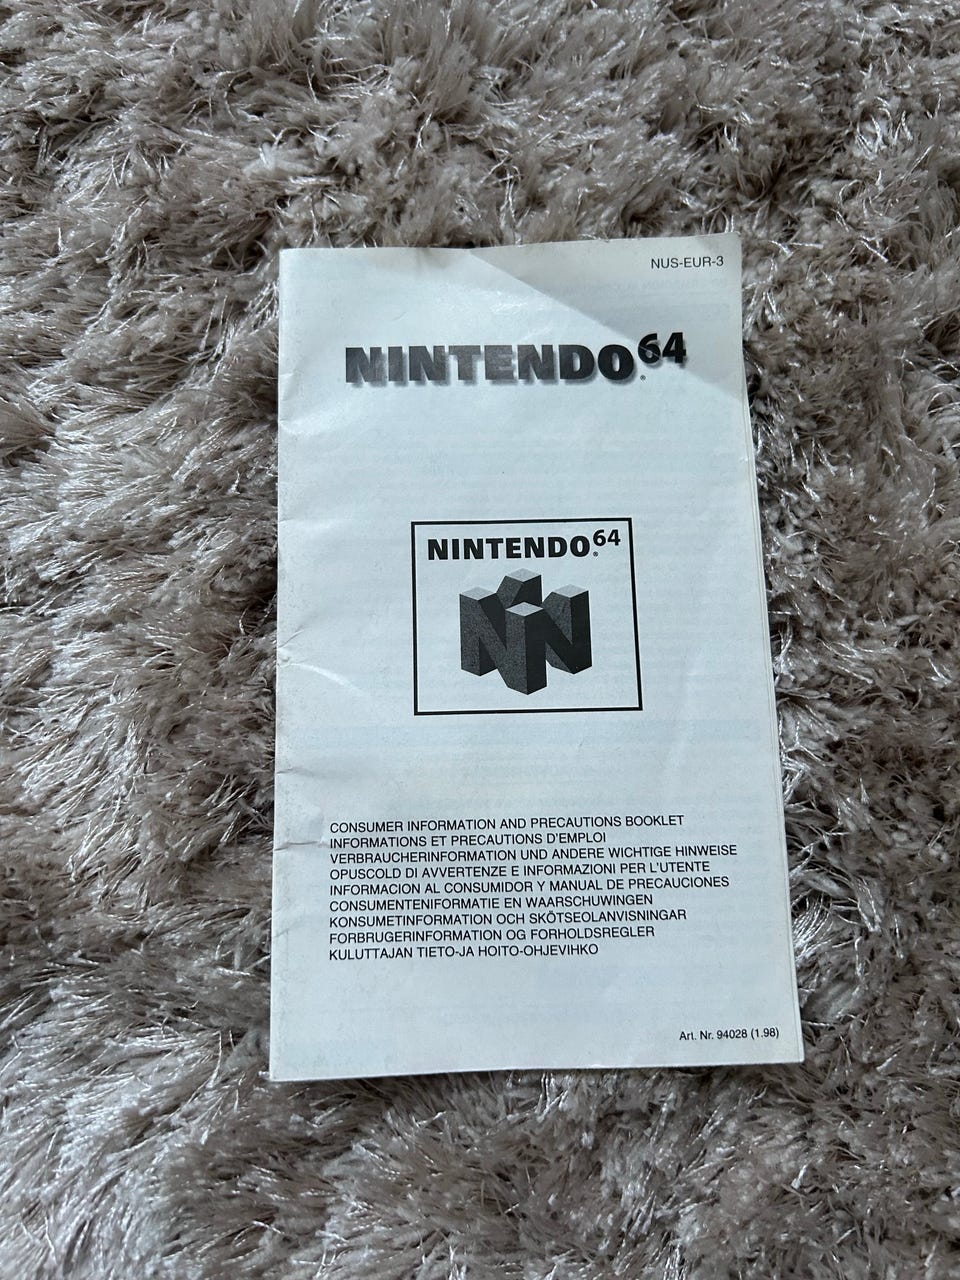 NUS-EUR-3
NINTENDO64
®
NINTENDO64
®
CONSUMER INFORMATION AND PRECAUTIONS BOOKLET
INFORMATIONS ET PRECAUTIONS D'EMPLOI
VERBRAUCHERINFORMATION UND ANDERE WICHTIGE HINWEISE
OPUSCOLD DI AVVERTENZE E INFORMAZIONI PER L'UTENTE
INFORMACION AL CONSUMIDOR Y MANUAL DE PRECAUCIONES
CONSUMENTENIFORMATIE EN WAARSCHUWINGEN
KONSUMETINFORMATION OCH SKÖTSEOLANVISNINGAR
FORBRUGERINFORMATION OG FORHOLDSREGLER
KULUTTAJAN TIETO-JA HOITO-OHJEVIHKO
Art. Nr. 94028 (1.98)